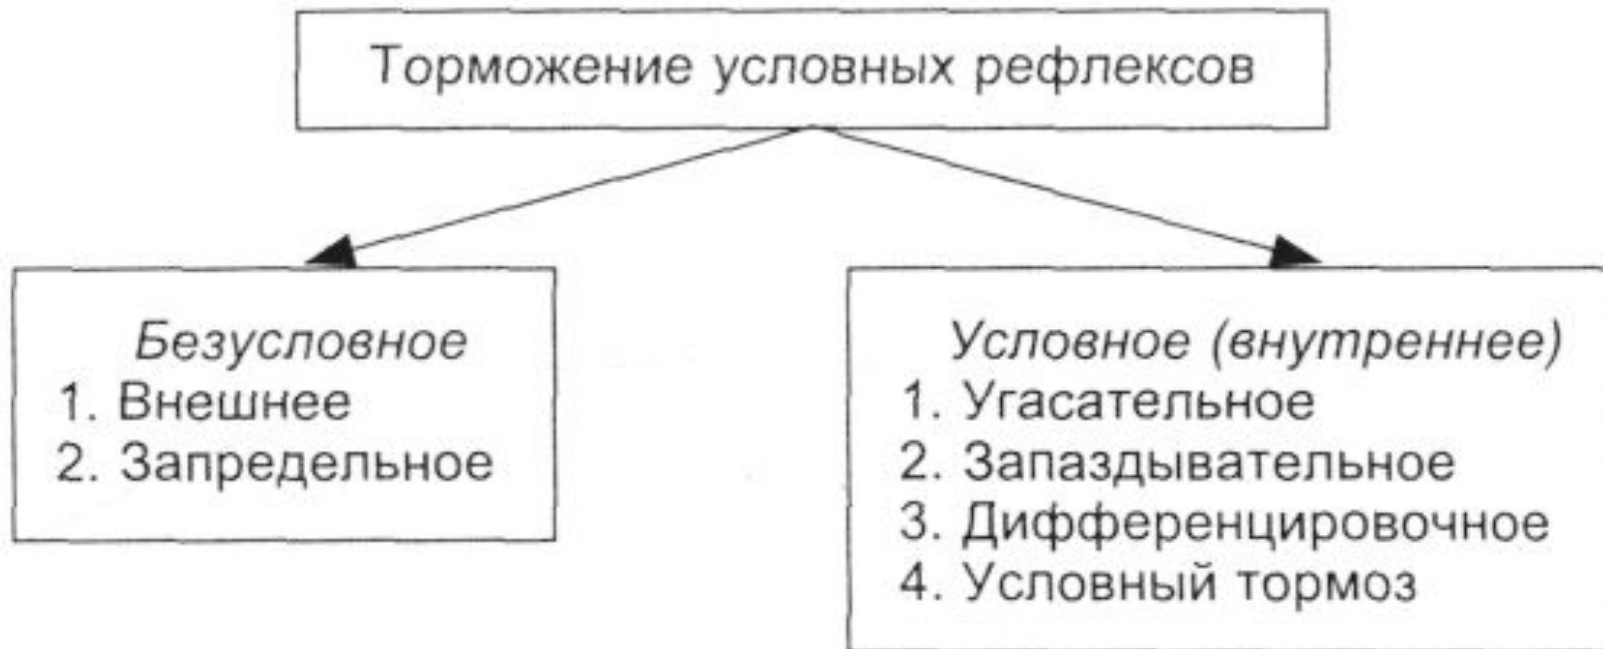 Торможение условных рефлексов
Безусловное
1. Внешнее
2. Запредельное
Условное (внутреннее)
1. Угасательное
2. Запаздывательное
3. Дифференцировочное
4. Условный тормоз